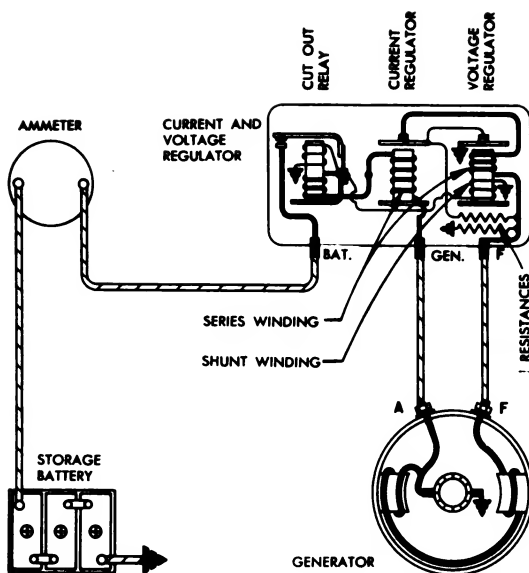 CUT OUT
RELAY
CURRENT
REGULATOR
VOLTAGE
REGULATOR
AMMETER
CURRENT AND
VOLTAGE
REGULATOR
BAT.
GEN.
F
SERIES WINDING
SHUNT WINDING
RESISTANCES
A
F
STORAGE
BATTERY
GENERATOR